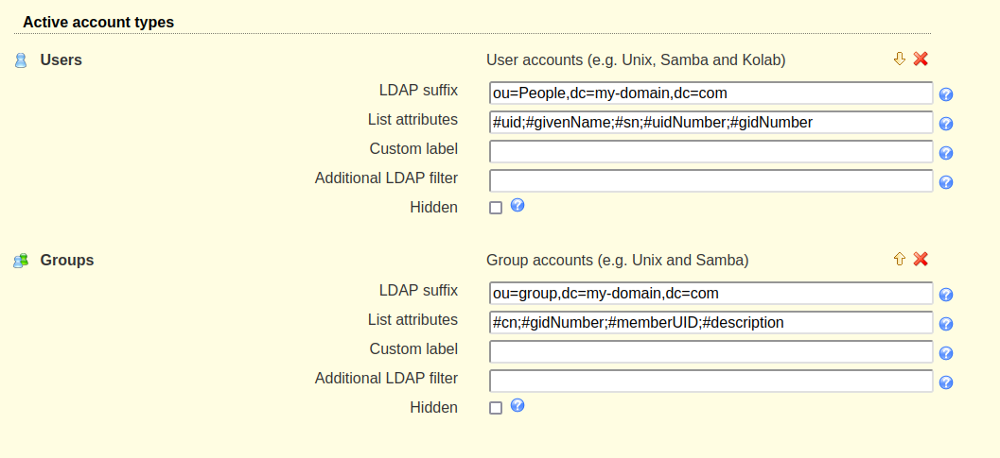 Active account types
Users User accounts (e.g. Unix, Samba and Kolab)
LDAP suffix ou=People,dc=my-domain,dc=com
List attributes #uid;#givenName;#sn;#uidNumber;#gidNumber
Custom label
Additional LDAP filter
Hidden
Groups Group accounts (e.g. Unix and Samba)
LDAP suffix ou=group,dc=my-domain,dc=com
List attributes #cn;#gidNumber;#memberUID;#description
Custom label
Additional LDAP filter
Hidden